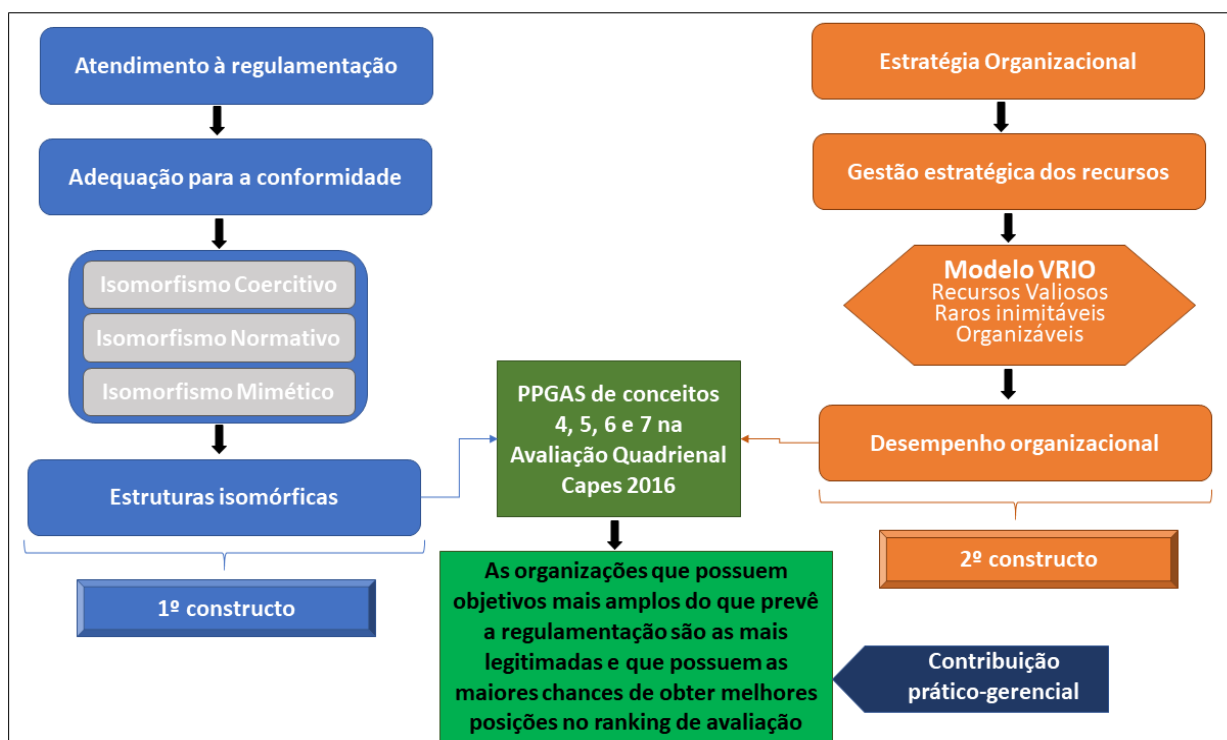 Atendimento à regulamentação
Adequação para a conformidade
Isomorfismo Coercitivo
Isomorfismo Normativo
Isomorfismo Mimético
Estruturas isomórficas
1º constructo
PPGAS de conceitos
4, 5, 6 e 7 na
Avaliação Quadrienal
Capes 2016
As organizações que possuem
objetivos mais amplos do que prevê
a regulamentação são as mais
legitimadas e que possuem as
maiores chances de obter melhores
posições no ranking de avaliação
Estratégia Organizacional
Gestão estratégica dos recursos
Modelo VRIO
Recursos Valiosos
Raros inimitáveis
Organizáveis
Desempenho organizacional
2º constructo
Contribuição
prático-gerencial